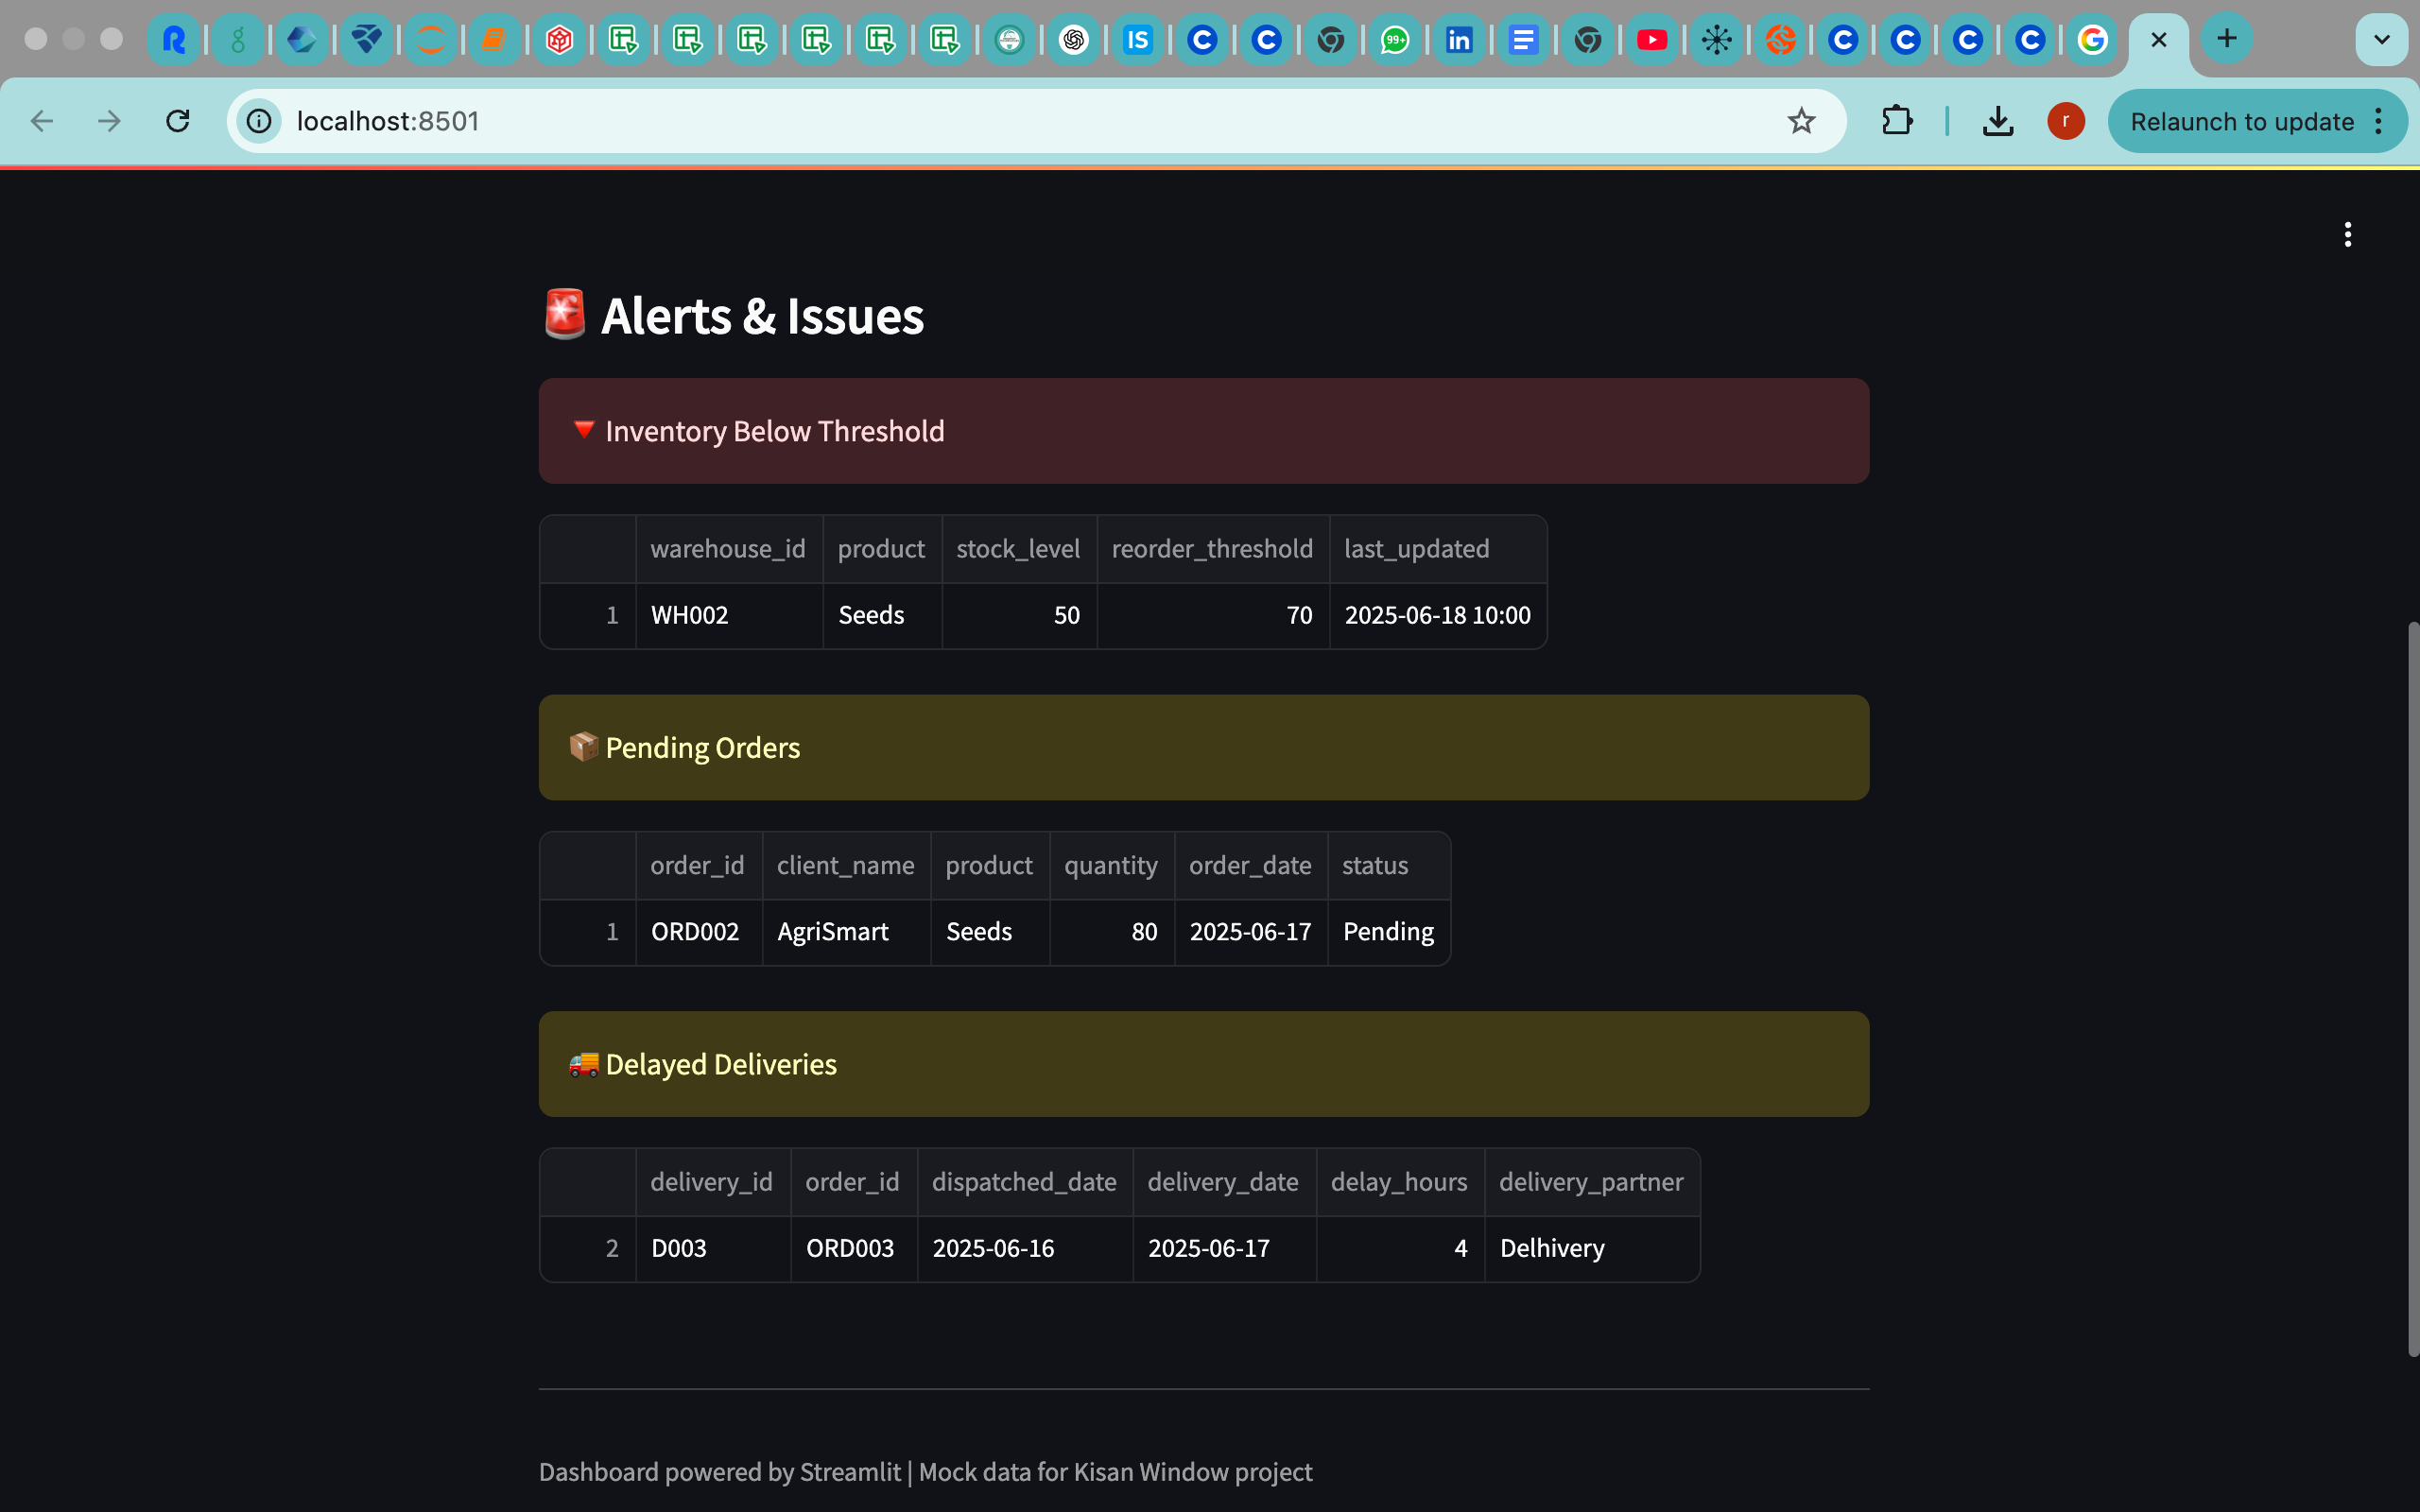 IS
99+
in
localhost:8501
r
Relaunch to update
Alerts & Issues
Inventory Below Threshold
warehouse_id product stock_level reorder_threshold last_updated
1 WH002 Seeds 50 70 2025-06-18 10:00
Pending Orders
order_id client_name product quantity order_date status
1 ORD002 AgriSmart Seeds 80 2025-06-17 Pending
Delayed Deliveries
delivery_id order_id dispatched_date delivery_date delay_hours delivery_partner
2 D003 ORD003 2025-06-16 2025-06-17 4 Delhivery
Dashboard powered by Streamlit | Mock data for Kisan Window project